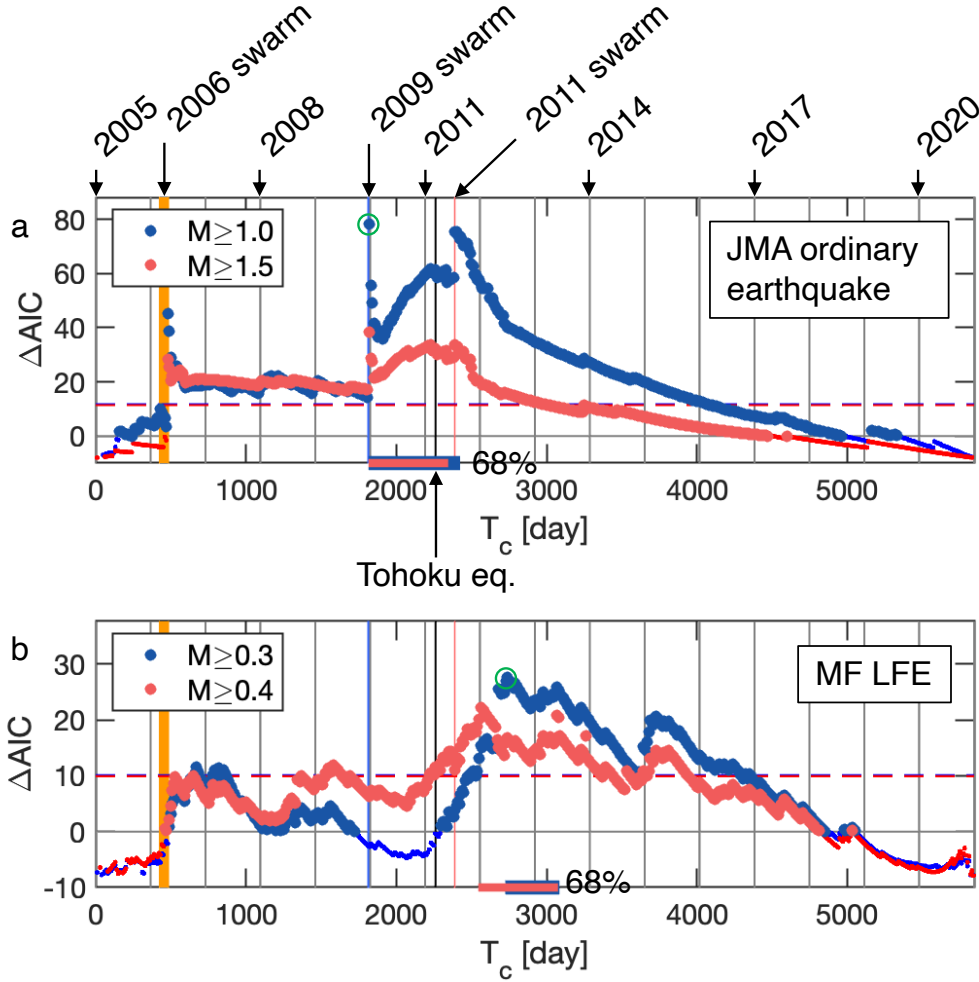 2005
2006 swarm
2008
2009 swarm
2011
2011 swarm
2014
2017
2020
a
80
60
40
20
0
ΔAIC
M≥1.0
M≥1.5
JMA ordinary
earthquake
68%
0 1000 2000 3000 4000 5000
T_c [day]
Tohoku eq.
b
30
20
10
0
-10
ΔAIC
M≥0.3
M≥0.4
MF LFE
68%
0 1000 2000 3000 4000 5000
T_c [day]